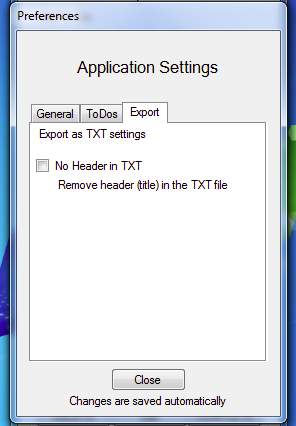 Preferences
Application Settings
General ToDos Export
Export as TXT settings
No Header in TXT
Remove header (title) in the TXT file
Close
Changes are saved automatically